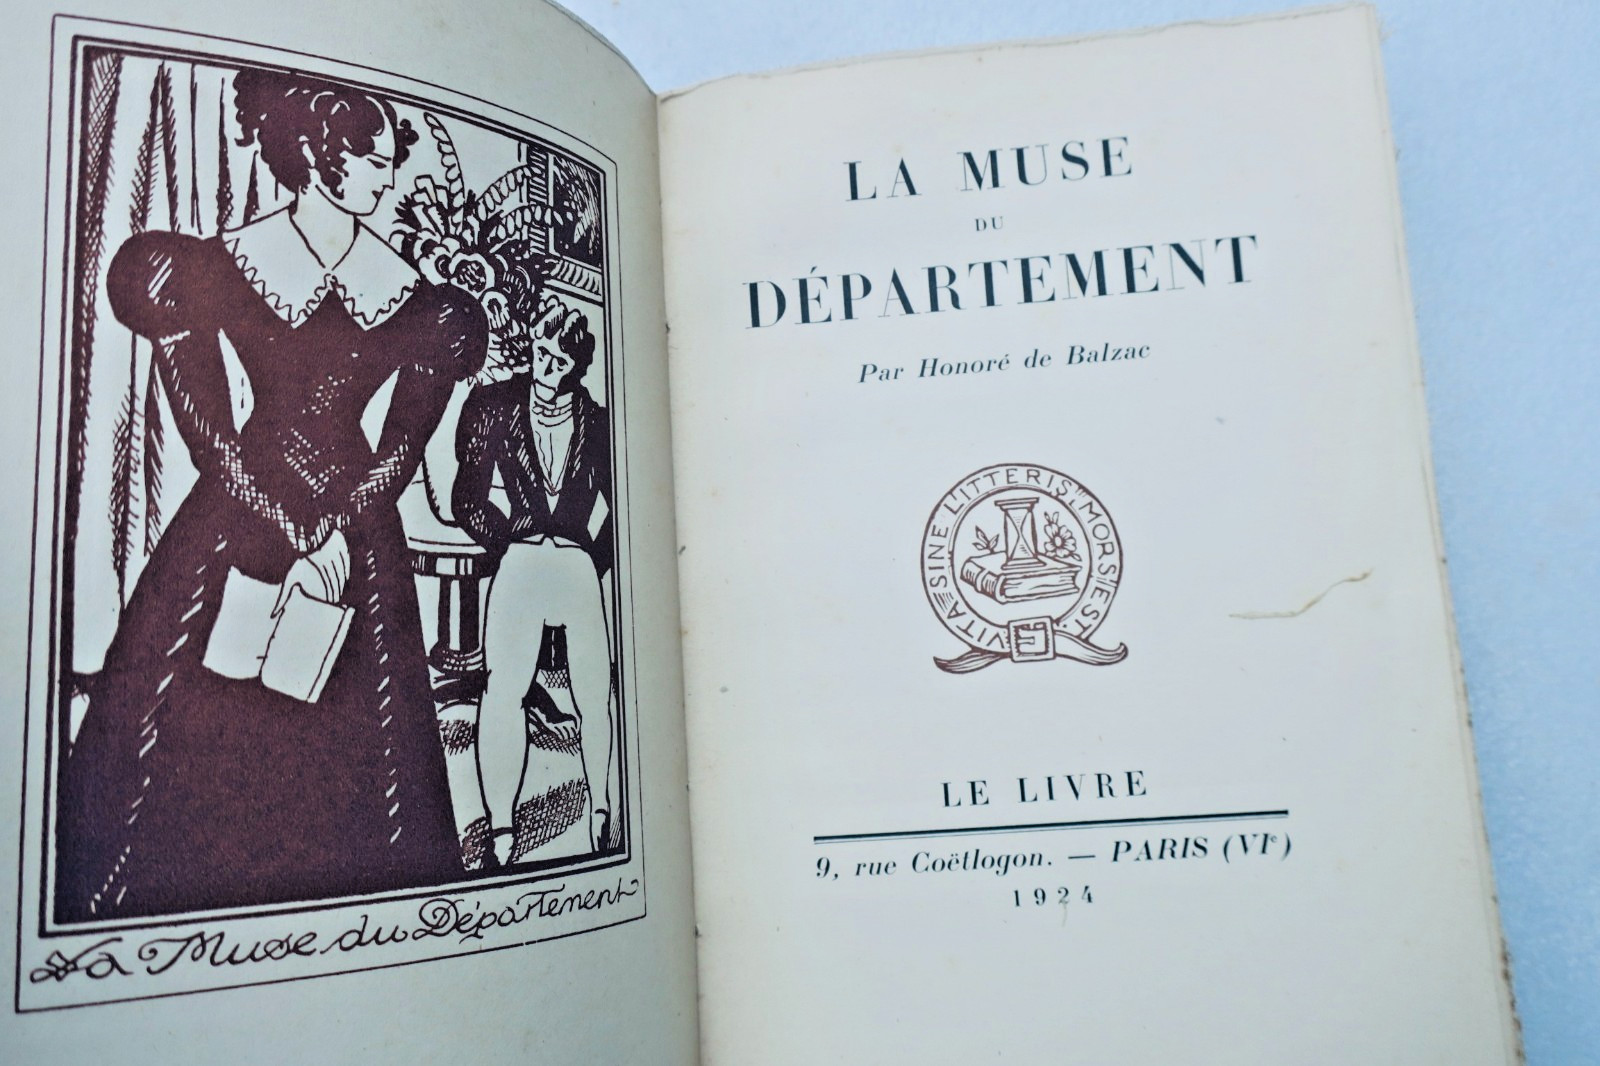 La Muse du Département
LA MUSE
DU
DÉPARTEMENT
Par Honoré de Balzac
VITA SINE LITTERIS MORS EST.
LE LIVRE
9, rue Coëtlogon. — PARIS (VIe)
1924